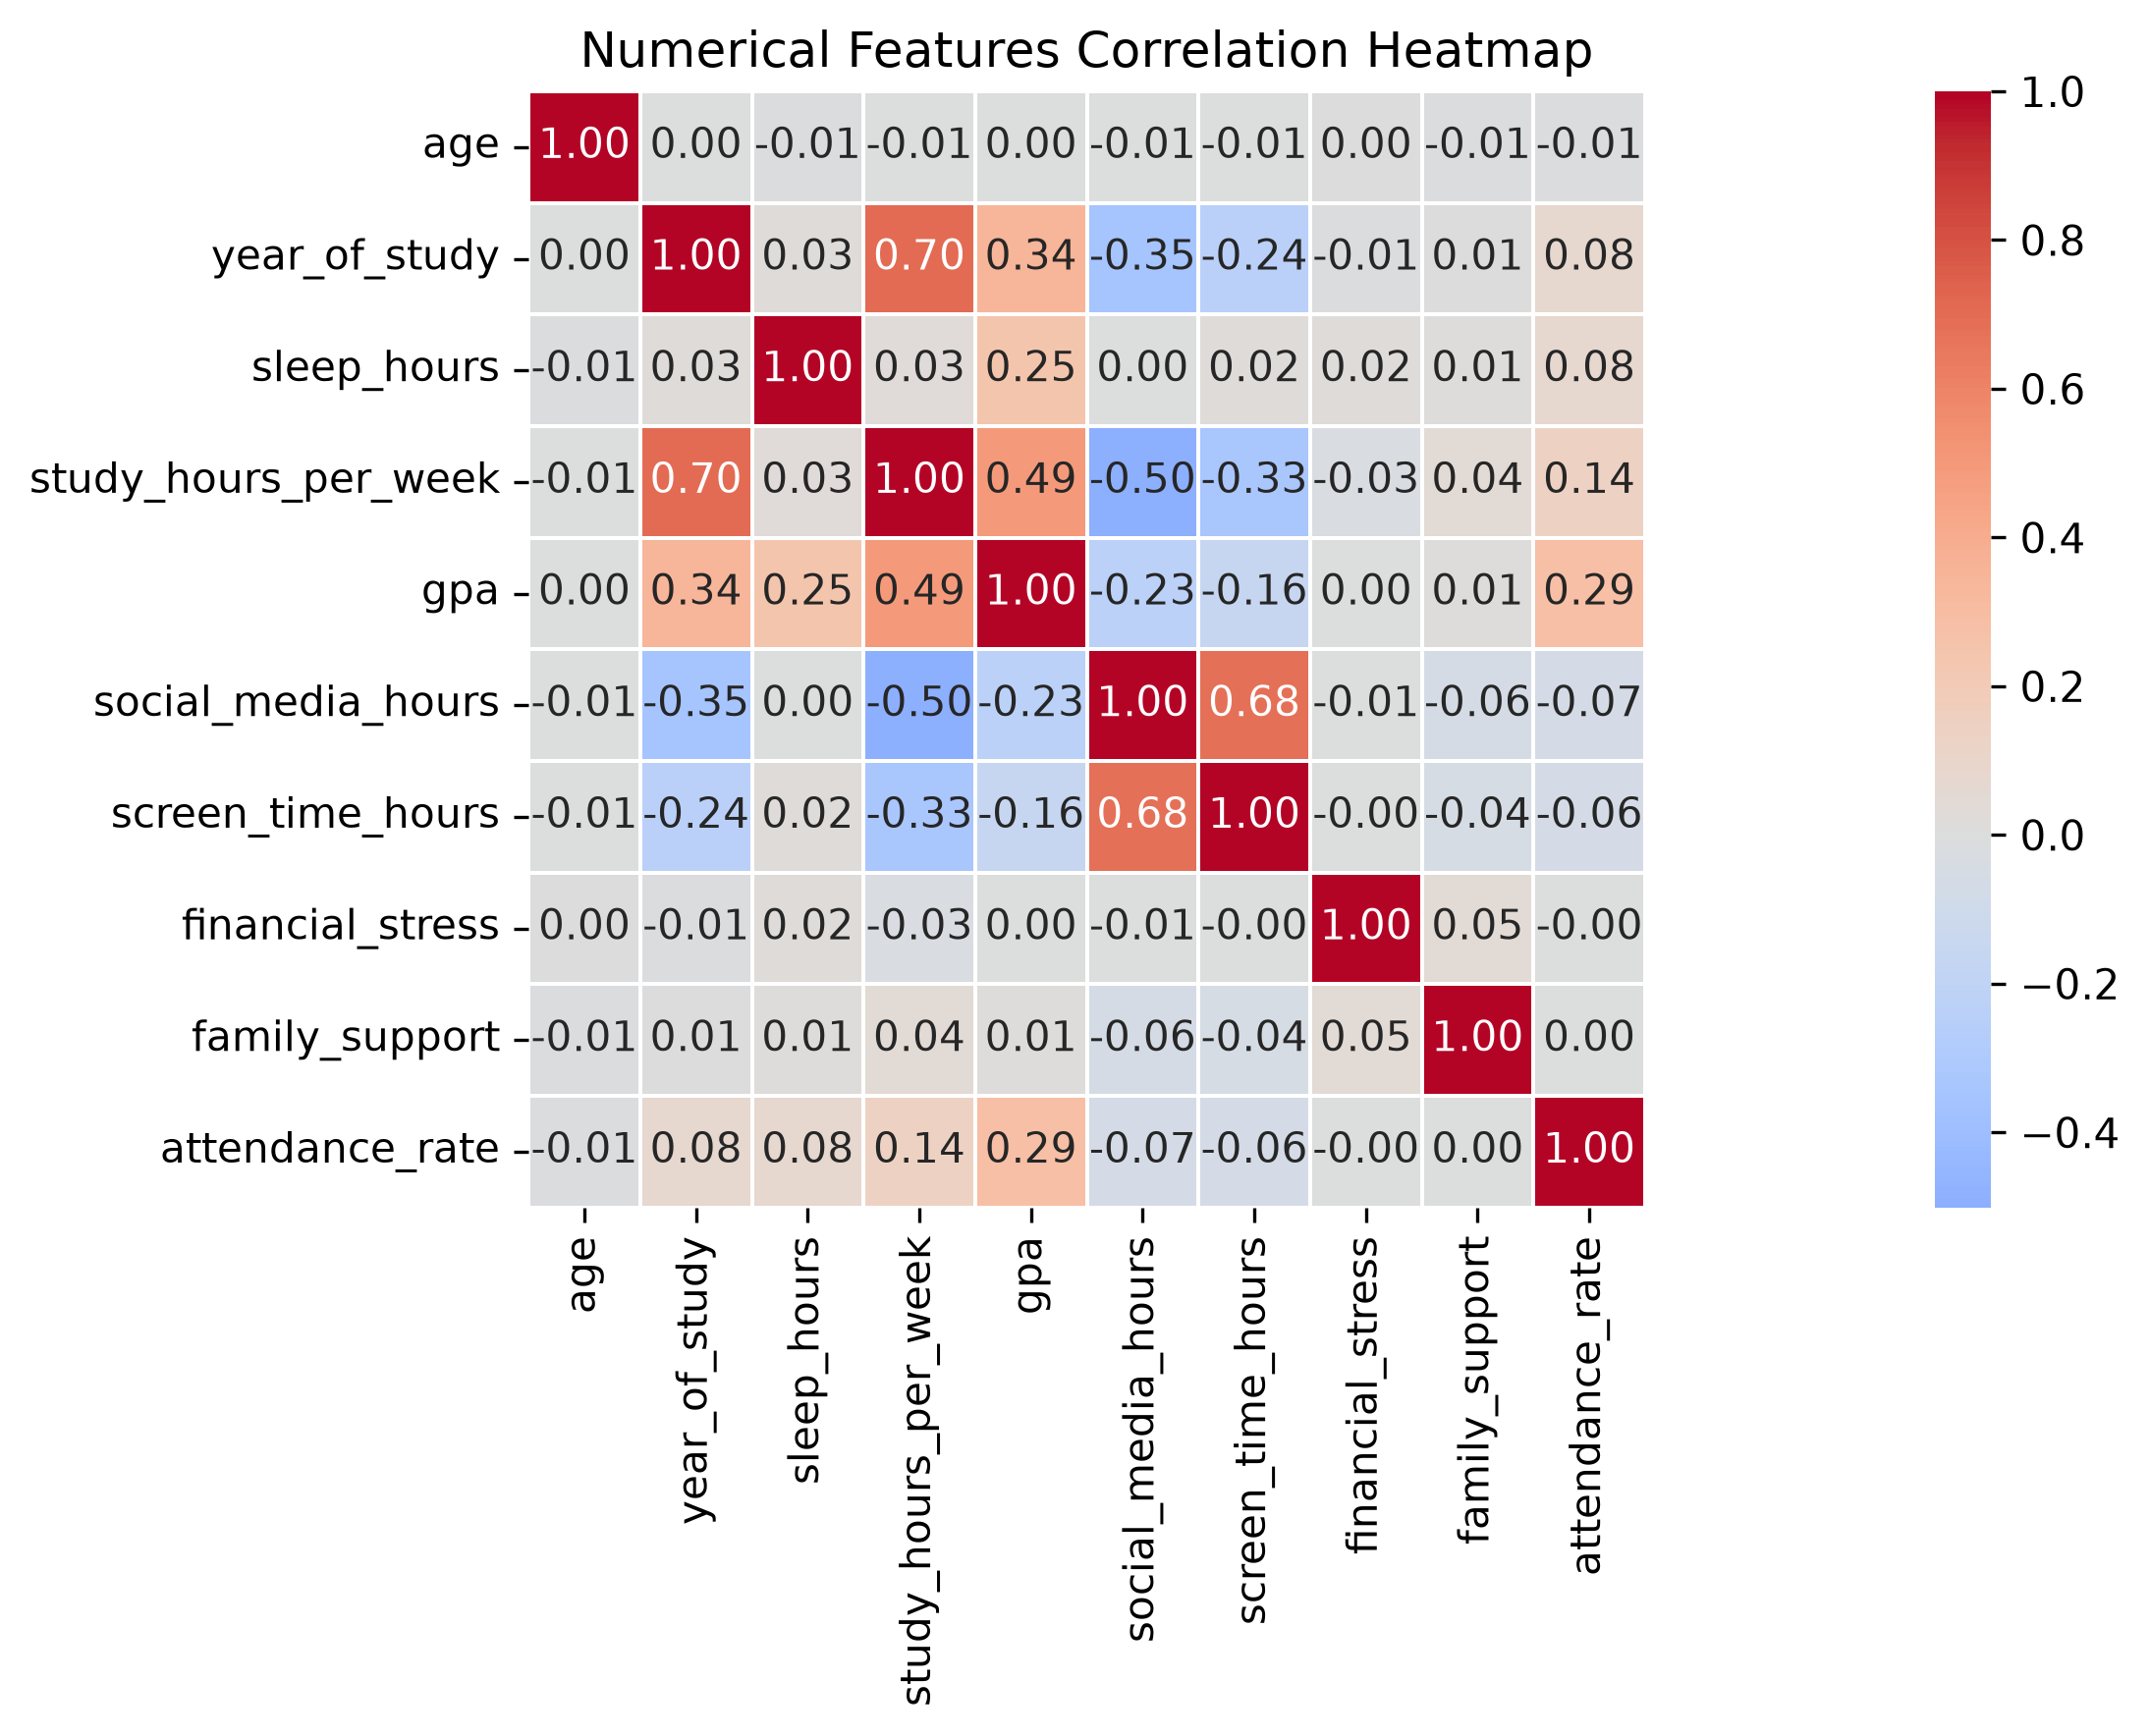 Numerical Features Correlation Heatmap
age 1.00 0.00 -0.01 -0.01 0.00 -0.01 -0.01 0.00 -0.01 -0.01
year_of_study 0.00 1.00 0.03 0.70 0.34 -0.35 -0.24 -0.01 0.01 0.08
sleep_hours -0.01 0.03 1.00 0.03 0.25 0.00 0.02 0.02 0.01 0.08
study_hours_per_week -0.01 0.70 0.03 1.00 0.49 -0.50 -0.33 -0.03 0.04 0.14
gpa 0.00 0.34 0.25 0.49 1.00 -0.23 -0.16 0.00 0.01 0.29
social_media_hours -0.01 -0.35 0.00 -0.50 -0.23 1.00 0.68 -0.01 -0.06 -0.07
screen_time_hours -0.01 -0.24 0.02 -0.33 -0.16 0.68 1.00 -0.00 -0.04 -0.06
financial_stress 0.00 -0.01 0.02 -0.03 0.00 -0.01 -0.00 1.00 0.05 -0.00
family_support -0.01 0.01 0.01 0.04 0.01 -0.06 -0.04 0.05 1.00 0.00
attendance_rate -0.01 0.08 0.08 0.14 0.29 -0.07 -0.06 -0.00 0.00 1.00
age
year_of_study
sleep_hours
study_hours_per_week
gpa
social_media_hours
screen_time_hours
financial_stress
family_support
attendance_rate
1.0
0.8
0.6
0.4
0.2
0.0
−0.2
−0.4